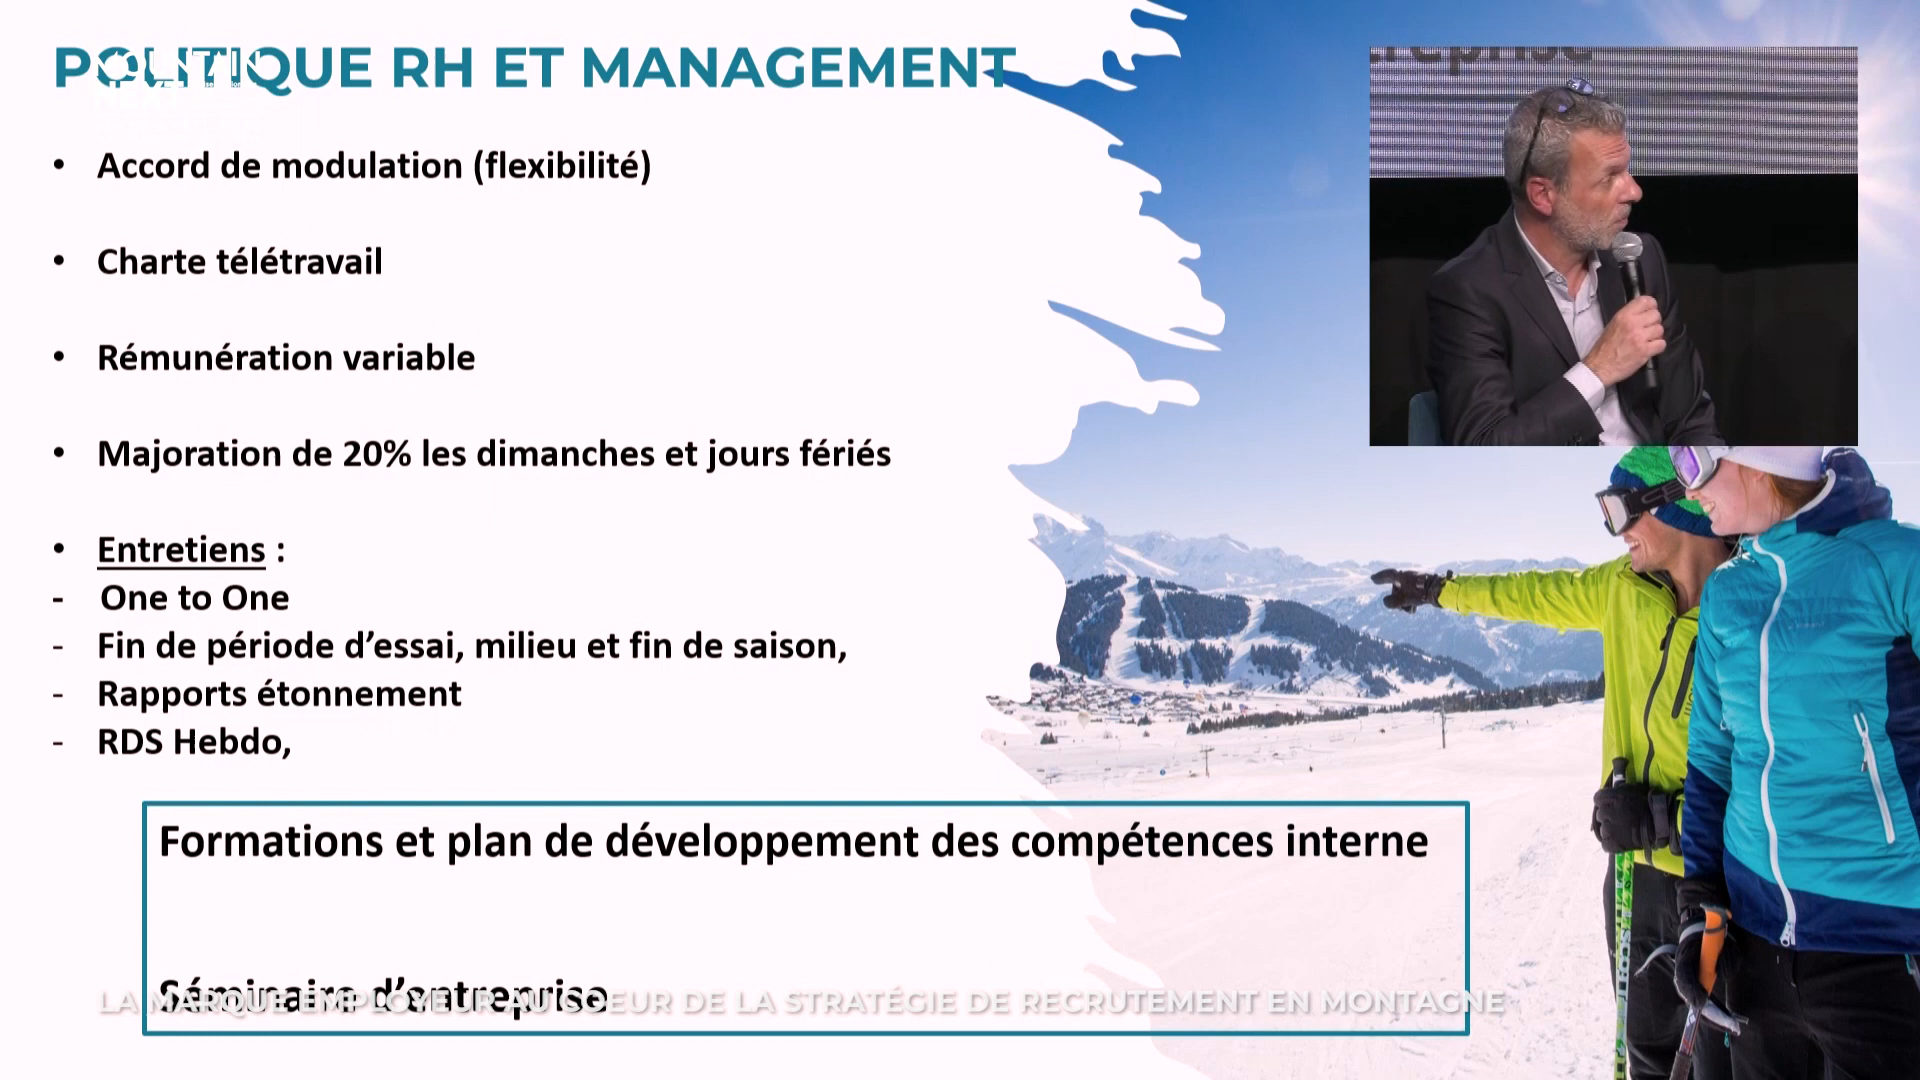 POLITIQUE RH ET MANAGEMENT
MOUNTAIN
NEXT
• Accord de modulation (flexibilité)
• Charte télétravail
• Rémunération variable
• Majoration de 20% les dimanches et jours fériés
• Entretiens :
- One to One
- Fin de période d’essai, milieu et fin de saison,
- Rapports étonnement
- RDS Hebdo,
Formations et plan de développement des compétences interne
Séminaire d’entreprise
LA MARQUE EMPLOYEUR AU COEUR DE LA STRATÉGIE DE RECRUTEMENT EN MONTAGNE